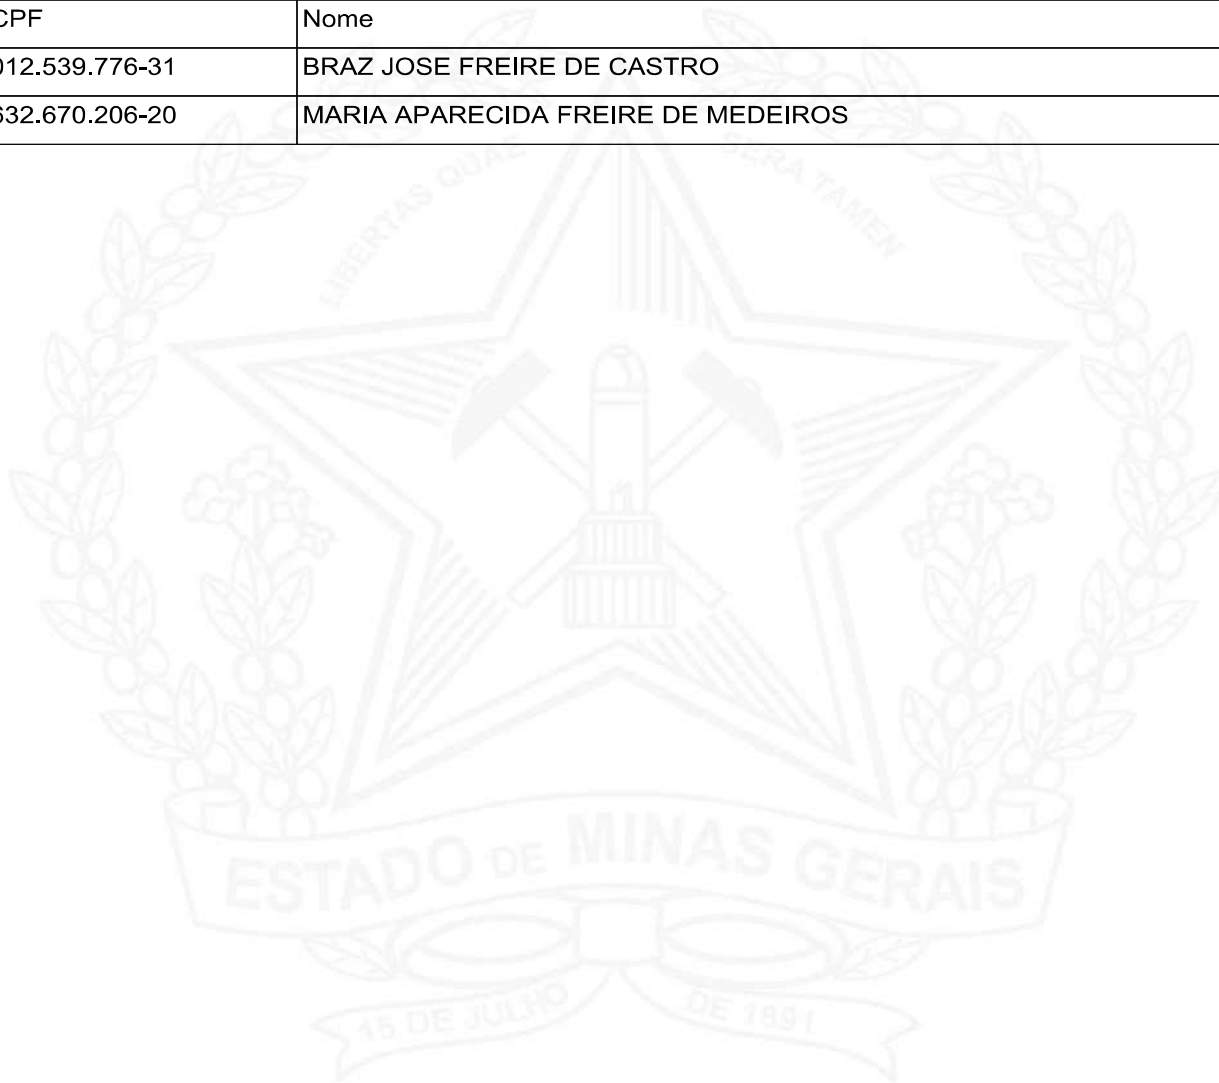 CPF Nome
012.539.776-31 BRAZ JOSE FREIRE DE CASTRO
632.670.206-20 MARIA APARECIDA FREIRE DE MEDEIROS
LIBERTAS QUAE SERA TAMEN
ESTADO DE MINAS GERAIS
15 DE JULHO DE 1891